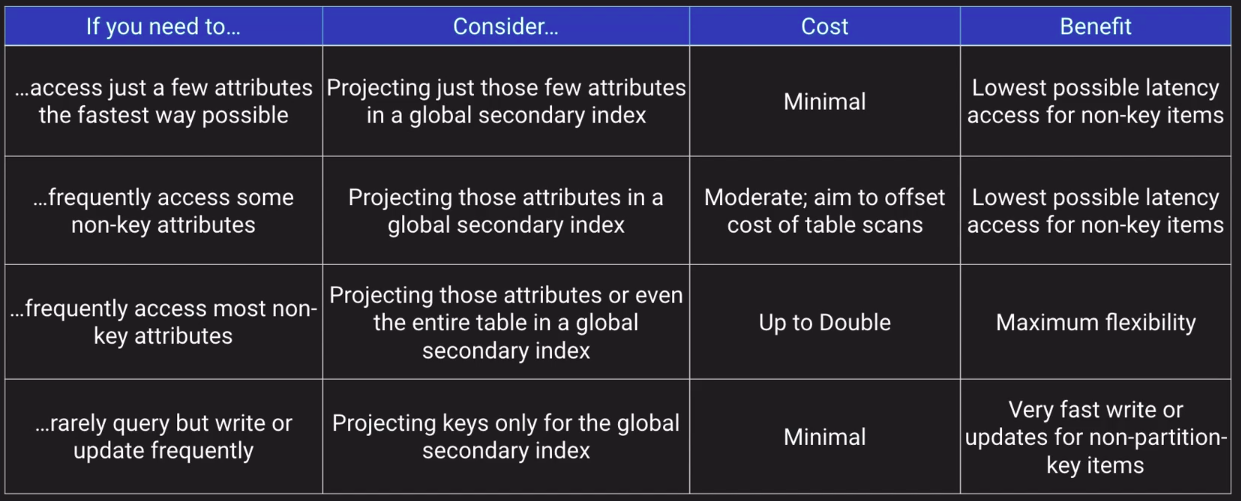 If you need to...
Consider...
Cost
Benefit
...access just a few attributes
the fastest way possible
Projecting just those few attributes
in a global secondary index
Minimal
Lowest possible latency
access for non-key items
...frequently access some
non-key attributes
Projecting those attributes in a
global secondary index
Moderate; aim to offset
cost of table scans
Lowest possible latency
access for non-key items
...frequently access most non-
key attributes
Projecting those attributes or even
the entire table in a global
secondary index
Up to Double
Maximum flexibility
...rarely query but write or
update frequently
Projecting keys only for the global
secondary index
Minimal
Very fast write or
updates for non-partition-
key items